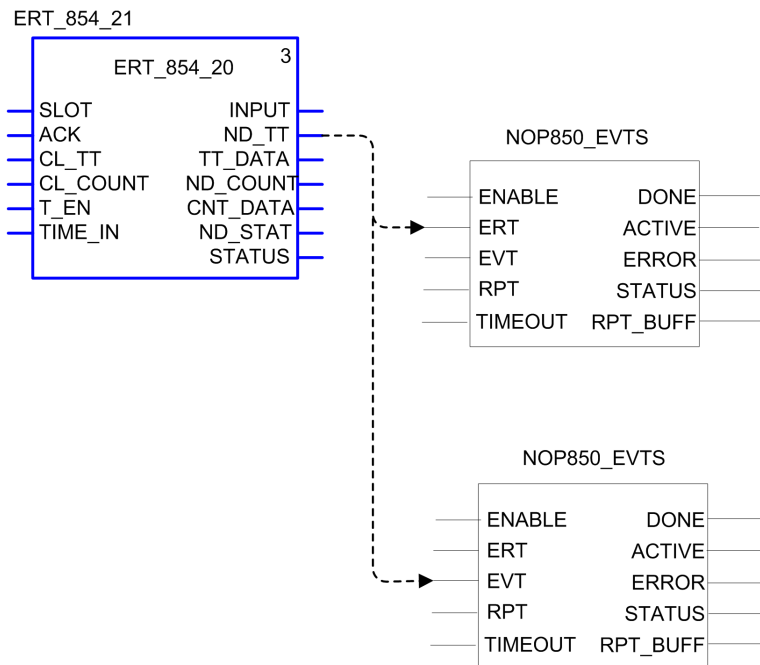 ERT_854_21
ERT_854_20 3
SLOT INPUT
ACK ND_TT
CL_TT TT_DATA
CL_COUNT ND_COUNT
T_EN CNT_DATA
TIME_IN ND_STAT
STATUS
NOP850_EVTS
ENABLE DONE
ERT ACTIVE
EVT ERROR
RPT STATUS
TIMEOUT RPT_BUFF
NOP850_EVTS
ENABLE DONE
ERT ACTIVE
EVT ERROR
RPT STATUS
TIMEOUT RPT_BUFF